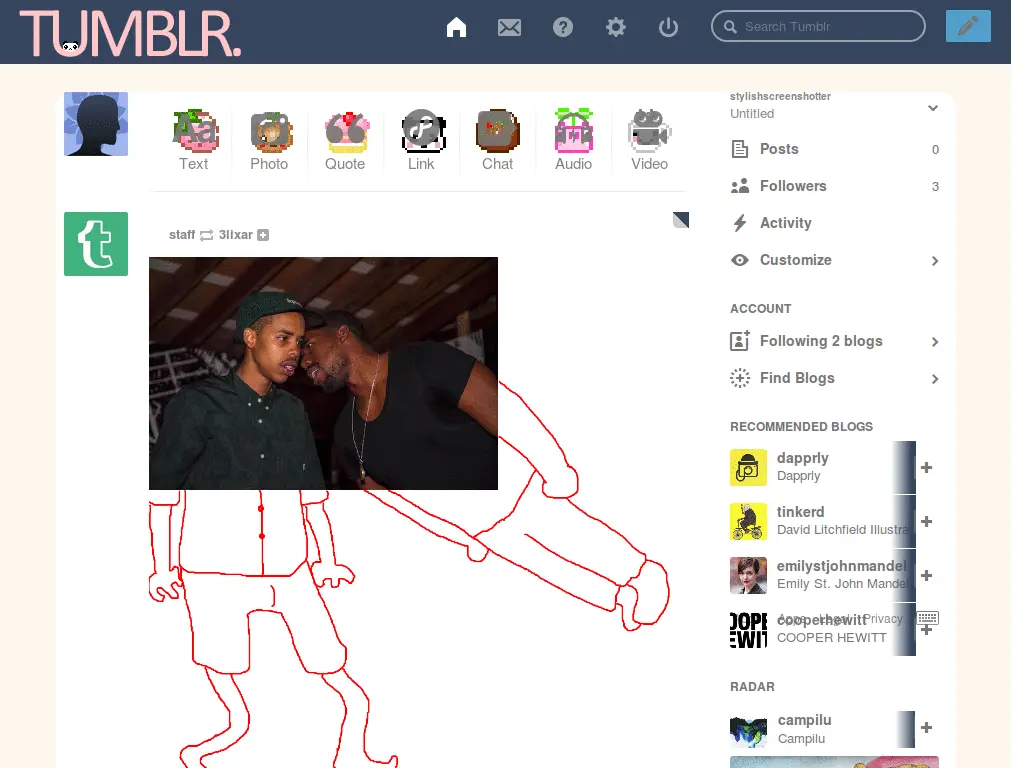 TUMBLR.
Search Tumblr
Text
Photo
Quote
Link
Chat
Audio
Video
staff 3lixar
stylishscreenshotter
Untitled
Posts 0
Followers 3
Activity
Customize
ACCOUNT
Following 2 blogs
Find Blogs
RECOMMENDED BLOGS
dapprly
Dapprly
tinkerd
David Litchfield Illustra
emilystjohnmandel
Emily St. John Mandel
cooperhewitt
Apps Legal Privacy
COOPER HEWITT
RADAR
campilu
Campilu